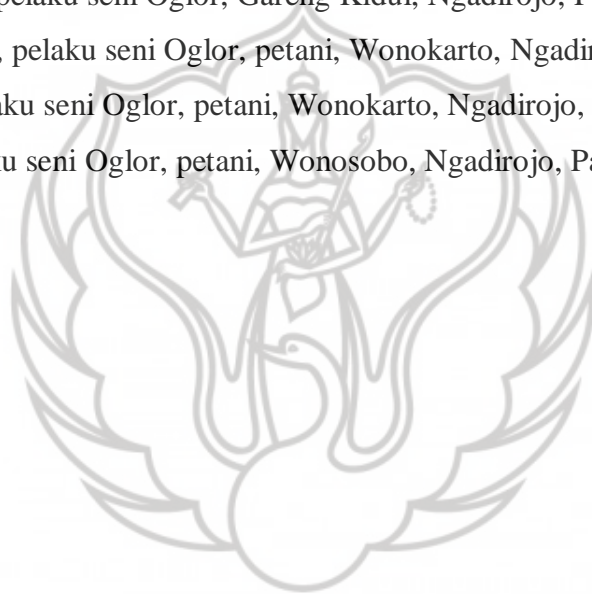 pelaku seni Oglor, Gareng Kidul, Ngadirojo, P
, pelaku seni Oglor, petani, Wonokarto, Ngadir
ku seni Oglor, petani, Wonokarto, Ngadirojo,
u seni Oglor, petani, Wonosobo, Ngadirojo, Pa